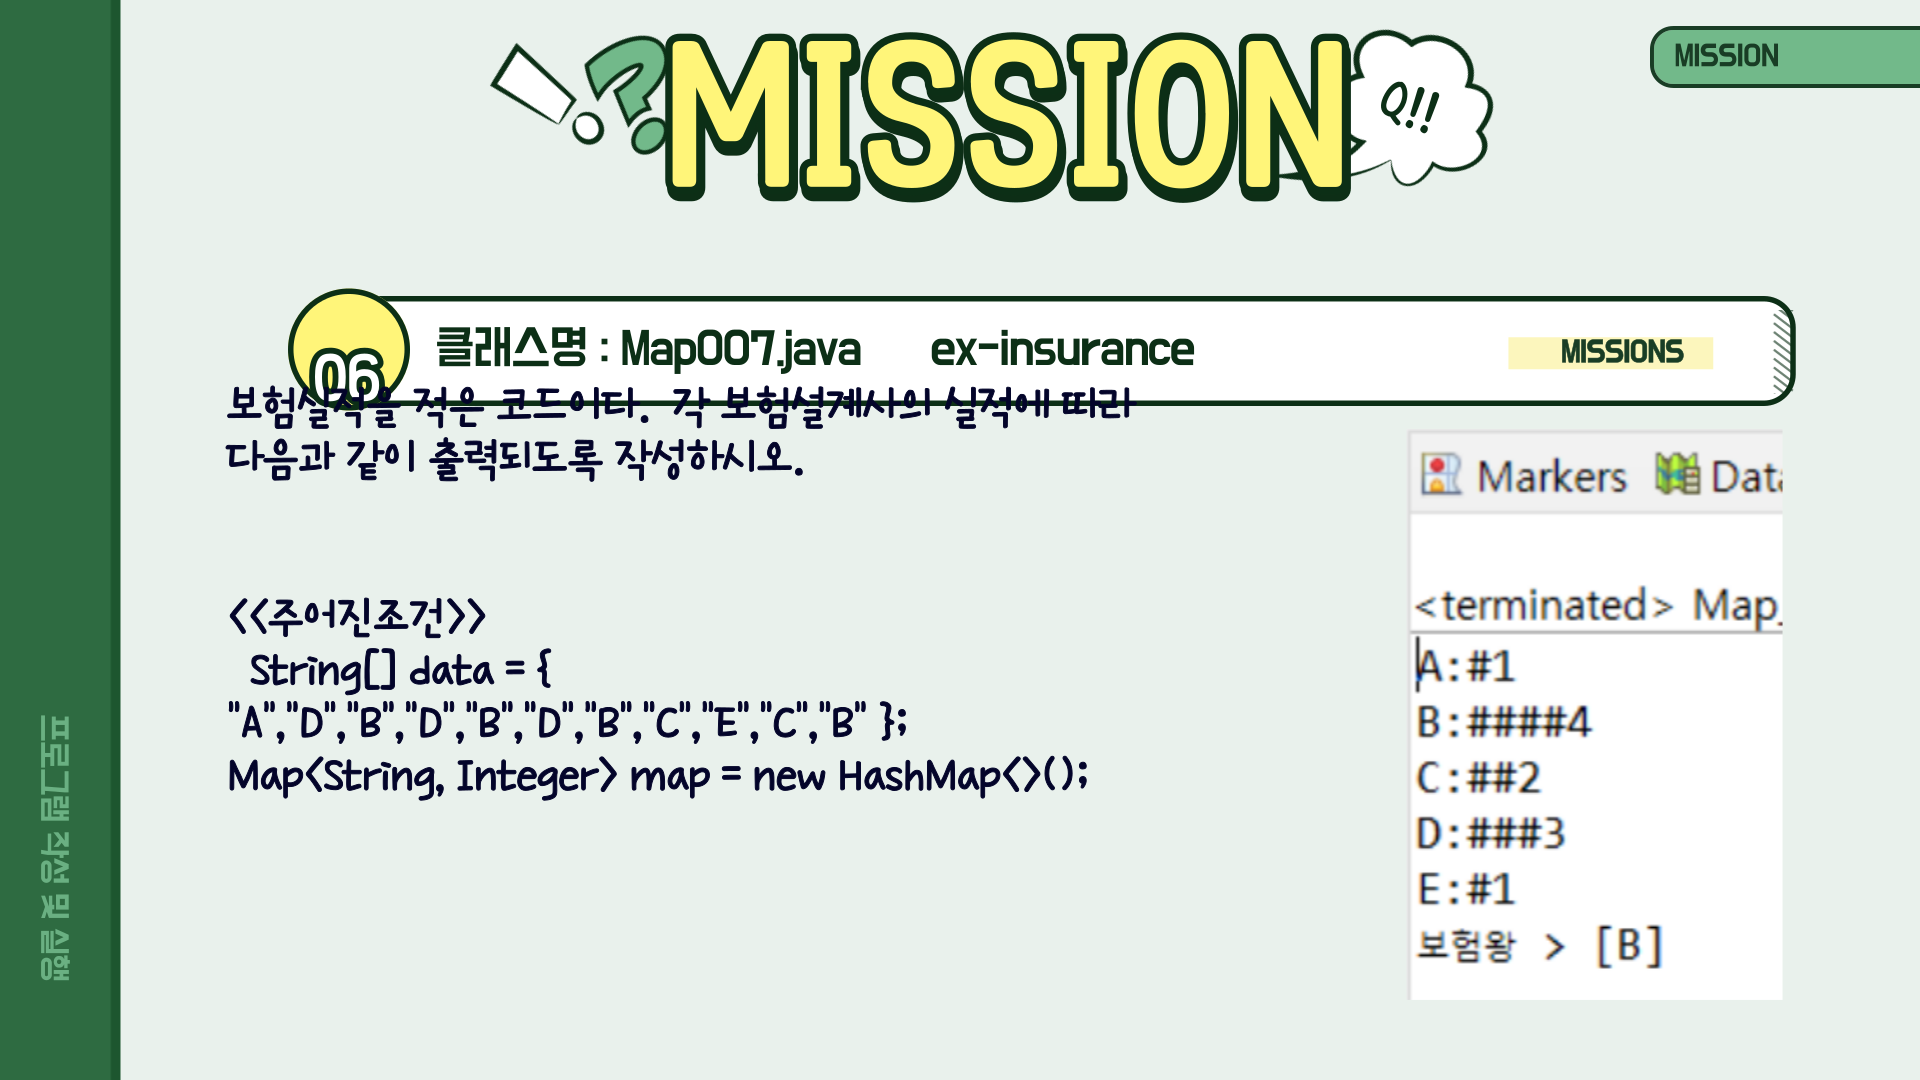 MISSION
Q!!
MISSION
06
클래스명 : Map007.java ex-insurance
MISSIONS
보험실적을 적은 코드이다. 각 보험설계사의 실적에 따라
다음과 같이 출력되도록 작성하시오.
<<주어진조건>>
String[] data = {
"A","D","B","D","B","D","B","C","E","C","B" };
Map<String, Integer> map = new HashMap<>();
Markers Data
<terminated> Map_
A:#1
B:####4
C:##2
D:###3
E:#1
보험왕 > [B]
프로그램 작성 및 실행